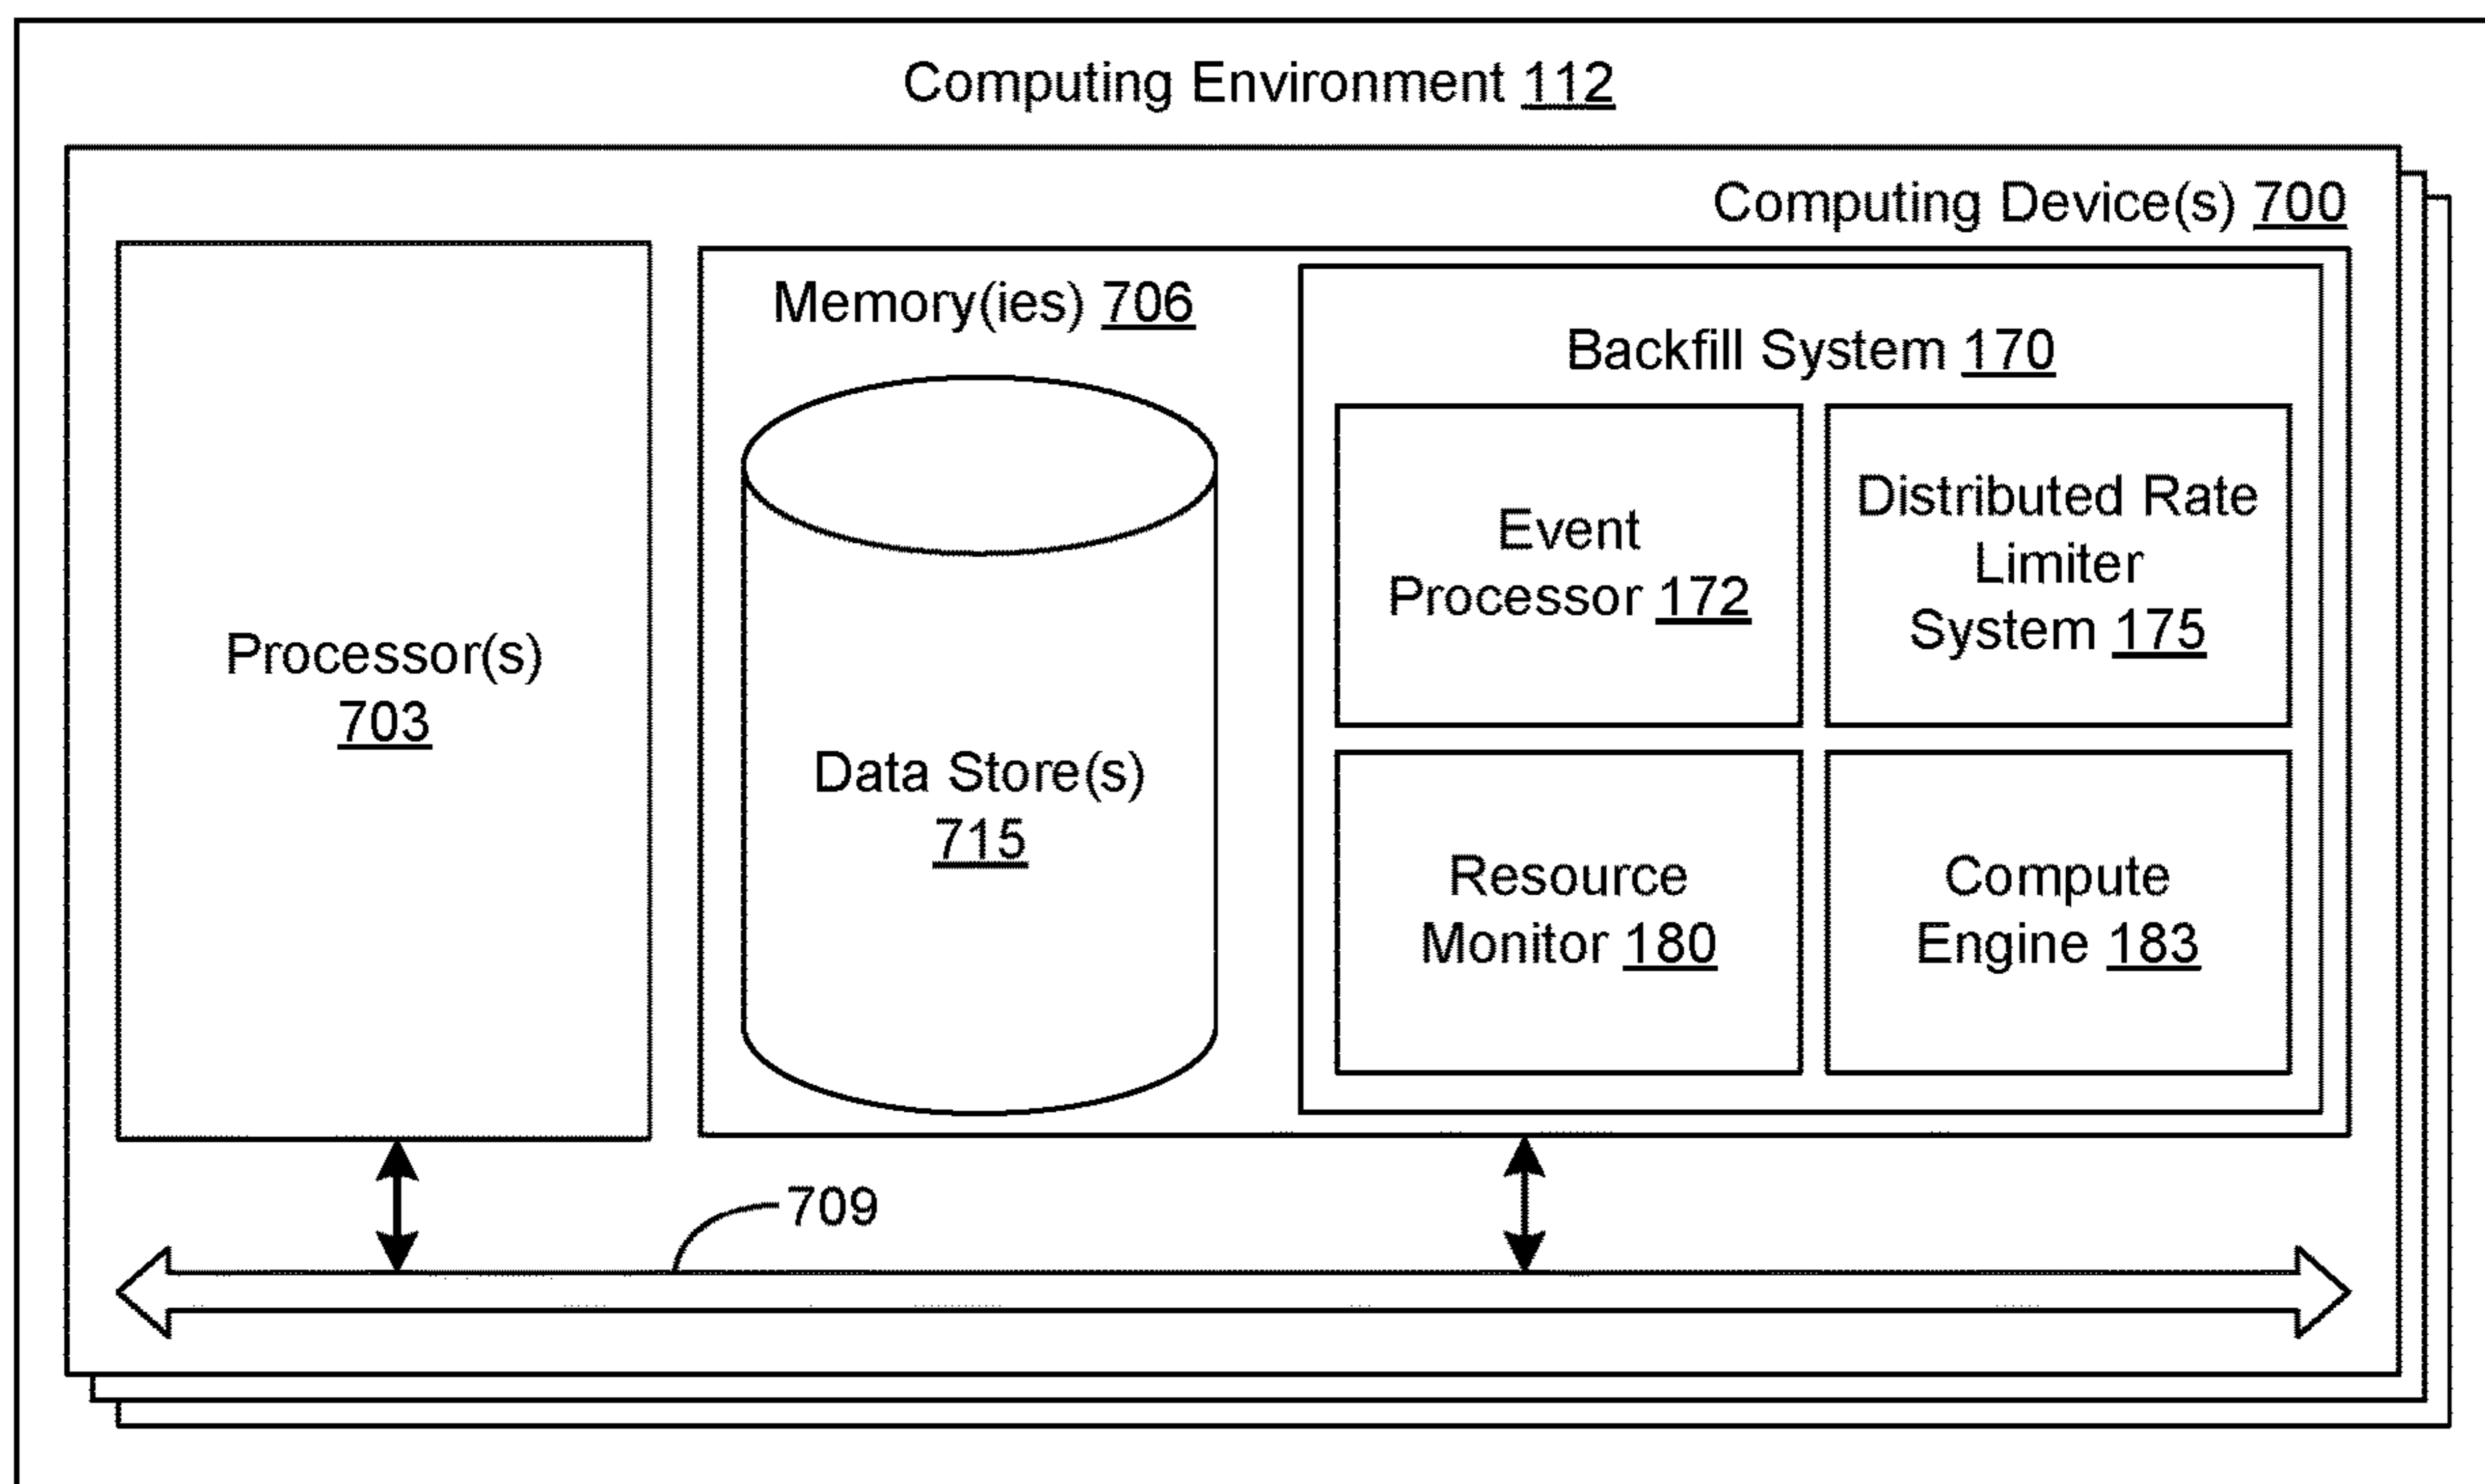 Computing Environment 112
Computing Device(s) 700
Processor(s)
703
Memory(ies) 706
Data Store(s)
715
Backfill System 170
Event
Processor 172
Distributed Rate
Limiter
System 175
Resource
Monitor 180
Compute
Engine 183
709